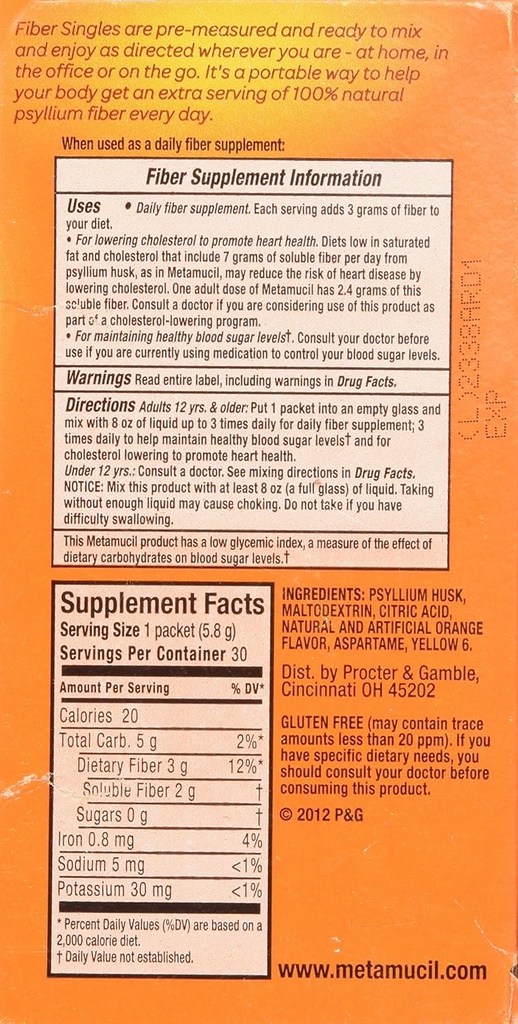 Fiber Singles are pre-measured and ready to mix
and enjoy as directed wherever you are - at home, in
the office or on the go. It's a portable way to help
your body get an extra serving of 100% natural
psyllium fiber every day.
When used as a daily fiber supplement:
Fiber Supplement Information
Uses • Daily fiber supplement. Each serving adds 3 grams of fiber to
your diet.
• For lowering cholesterol to promote heart health. Diets low in saturated
fat and cholesterol that include 7 grams of soluble fiber per day from
psyllium husk, as in Metamucil, may reduce the risk of heart disease by
lowering cholesterol. One adult dose of Metamucil has 2.4 grams of this
soluble fiber. Consult a doctor if you are considering use of this product as
part of a cholesterol-lowering program.
• For maintaining healthy blood sugar levels†. Consult your doctor before
use if you are currently using medication to control your blood sugar levels.
Warnings Read entire label, including warnings in Drug Facts.
Directions Adults 12 yrs. & older: Put 1 packet into an empty glass and
mix with 8 oz of liquid up to 3 times daily for daily fiber supplement; 3
times daily to help maintain healthy blood sugar levels† and for
cholesterol lowering to promote heart health.
Under 12 yrs.: Consult a doctor. See mixing directions in Drug Facts.
NOTICE: Mix this product with at least 8 oz (a full glass) of liquid. Taking
without enough liquid may cause choking. Do not take if you have
difficulty swallowing.
This Metamucil product has a low glycemic index, a measure of the effect of
dietary carbohydrates on blood sugar levels.†
(L)2338AR01
EXP
Supplement Facts
Serving Size 1 packet (5.8 g)
Servings Per Container 30
Amount Per Serving % DV*
Calories 20
Total Carb. 5 g 2%*
Dietary Fiber 3 g 12%*
Soluble Fiber 2 g †
Sugars 0 g †
Iron 0.8 mg 4%
Sodium 5 mg <1%
Potassium 30 mg <1%
* Percent Daily Values (%DV) are based on a
2,000 calorie diet.
† Daily Value not established.
INGREDIENTS: PSYLLIUM HUSK,
MALTODEXTRIN, CITRIC ACID,
NATURAL AND ARTIFICIAL ORANGE
FLAVOR, ASPARTAME, YELLOW 6.
Dist. by Procter & Gamble,
Cincinnati OH 45202
GLUTEN FREE (may contain trace
amounts less than 20 ppm). If you
have specific dietary needs, you
should consult your doctor before
consuming this product.
© 2012 P&G
www.metamucil.com